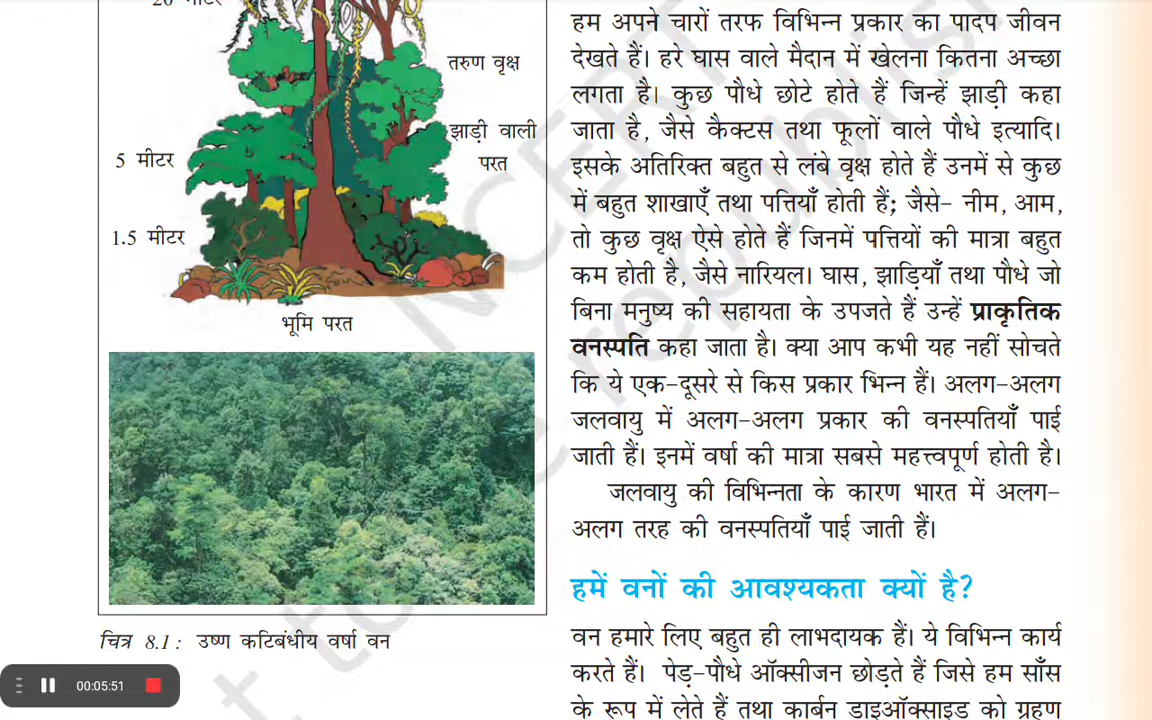 20 मीटर
तरुण वृक्ष
झाड़ी वाली
परत
5 मीटर
1.5 मीटर
भूमि परत
चित्र 8.1 : उष्ण कटिबंधीय वर्षा वन
00:05:51
हम अपने चारों तरफ विभिन्न प्रकार का पादप जीवन
देखते हैं। हरे घास वाले मैदान में खेलना कितना अच्छा
लगता है। कुछ पौधे छोटे होते हैं जिन्हें झाड़ी कहा
जाता है, जैसे कैक्टस तथा फूलों वाले पौधे इत्यादि।
इसके अतिरिक्त बहुत से लंबे वृक्ष होते हैं उनमें से कुछ
में बहुत शाखाएँ तथा पत्तियाँ होती हैं; जैसे– नीम, आम,
तो कुछ वृक्ष ऐसे होते हैं जिनमें पत्तियों की मात्रा बहुत
कम होती है, जैसे नारियल। घास, झाड़ियाँ तथा पौधे जो
बिना मनुष्य की सहायता के उपजते हैं उन्हें प्राकृतिक
वनस्पति कहा जाता है। क्या आप कभी यह नहीं सोचते
कि ये एक–दूसरे से किस प्रकार भिन्न हैं। अलग–अलग
जलवायु में अलग–अलग प्रकार की वनस्पतियाँ पाई
जाती हैं। इनमें वर्षा की मात्रा सबसे महत्त्वपूर्ण होती है।
जलवायु की विभिन्नता के कारण भारत में अलग–
अलग तरह की वनस्पतियाँ पाई जाती हैं।
हमें वनों की आवश्यकता क्यों है?
वन हमारे लिए बहुत ही लाभदायक हैं। ये विभिन्न कार्य
करते हैं। पेड़–पौधे ऑक्सीजन छोड़ते हैं जिसे हम साँस
के रूप में लेते हैं तथा कार्बन डाइऑक्साइड को ग्रहण